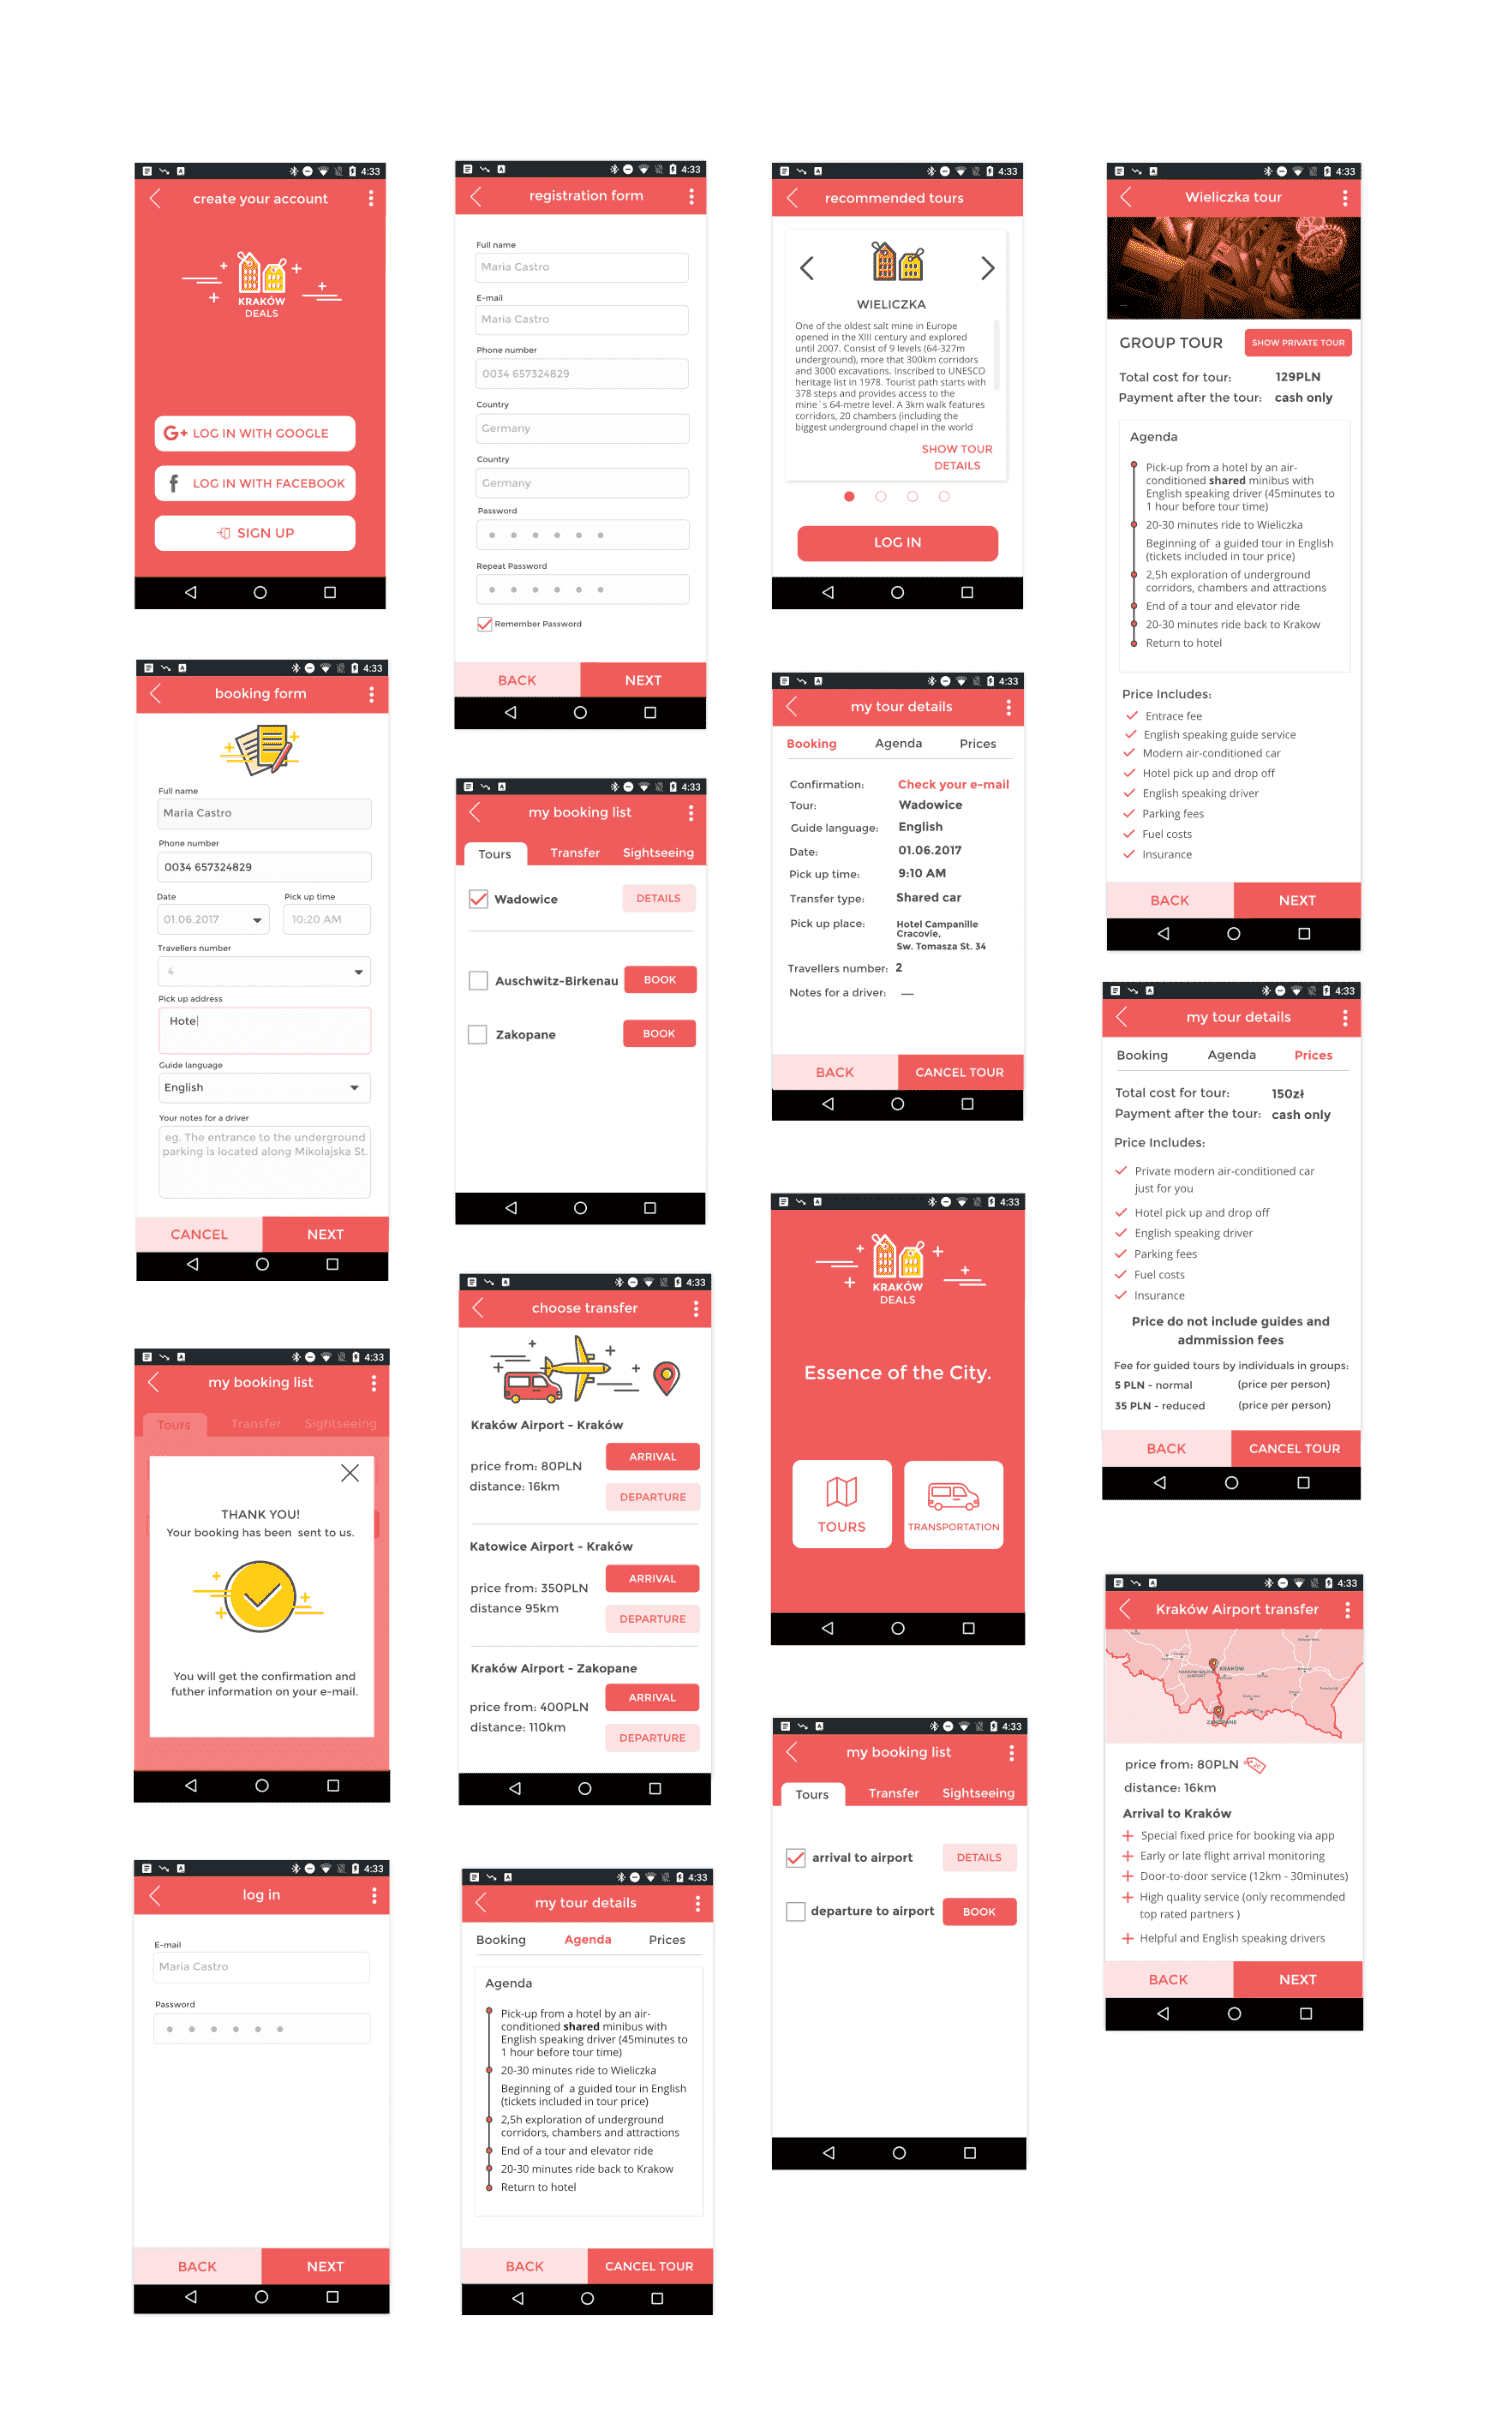 4:33
create your account
KRAKÓW
DEALS
G+ LOG IN WITH GOOGLE
f LOG IN WITH FACEBOOK
SIGN UP
4:33
booking form
Full name
Maria Castro
Phone number
0034 657324829
Date
Pick up time
01.06.2017
10:20 AM
Travellers number
4
Pick up address
Hote
Guide language
English
Your notes for a driver
eg. The entrance to the underground
parking is located along Mikolajska St.
CANCEL
NEXT
4:33
my booking list
Tours
Transfer
Sightseeing
THANK YOU!
Your booking has been sent to us.
You will get the confirmation and
futher information on your e-mail.
4:33
log in
E-mail
Maria Castro
Password
BACK
NEXT
4:33
registration form
Full name
Maria Castro
E-mail
Maria Castro
Phone number
0034 657324829
Country
Germany
Country
Germany
Password
Repeat Password
Remember Password
BACK
NEXT
4:33
my booking list
Tours
Transfer
Sightseeing
Wadowice
DETAILS
Auschwitz-Birkenau
BOOK
Zakopane
BOOK
4:33
choose transfer
Kraków Airport - Kraków
price from: 80PLN
distance: 16km
ARRIVAL
DEPARTURE
Katowice Airport - Kraków
price from: 350PLN
distance 95km
ARRIVAL
DEPARTURE
Kraków Airport - Zakopane
price from: 400PLN
distance: 110km
ARRIVAL
DEPARTURE
4:33
my tour details
Booking
Agenda
Prices
Agenda
Pick-up from a hotel by an air-
conditioned shared minibus with
English speaking driver (45minutes to
1 hour before tour time)
20-30 minutes ride to Wieliczka
Beginning of a guided tour in English
(tickets included in tour price)
2,5h exploration of underground
corridors, chambers and attractions
End of a tour and elevator ride
20-30 minutes ride back to Krakow
Return to hotel
BACK
CANCEL TOUR
4:33
recommended tours
WIELICZKA
One of the oldest salt mine in Europe
opened in the XIII century and explored
until 2007. Consist of 9 levels (64-327m
underground), more that 300km corridors
and 3000 excavations. Inscribed to UNESCO
heritage list in 1978. Tourist path starts with
378 steps and provides access to the
mine`s 64-metre level. A 3km walk features
corridors, 20 chambers (including the
biggest underground chapel in the world
SHOW TOUR
DETAILS
LOG IN
4:33
my tour details
Booking
Agenda
Prices
Confirmation: Check your e-mail
Tour: Wadowice
Guide language: English
Date: 01.06.2017
Pick up time: 9:10 AM
Transfer type: Shared car
Pick up place: Hotel Campanille
Cracovie,
Sw. Tomasza St. 34
Travellers number: 2
Notes for a driver: —
BACK
CANCEL TOUR
4:33
KRAKÓW
DEALS
Essence of the City.
TOURS
TRANSPORTATION
4:33
my booking list
Tours
Transfer
Sightseeing
arrival to airport
DETAILS
departure to airport
BOOK
4:33
Wieliczka tour
GROUP TOUR
SHOW PRIVATE TOUR
Total cost for tour: 129PLN
Payment after the tour: cash only
Agenda
Pick-up from a hotel by an air-
conditioned shared minibus with
English speaking driver (45minutes to
1 hour before tour time)
20-30 minutes ride to Wieliczka
Beginning of a guided tour in English
(tickets included in tour price)
2,5h exploration of underground
corridors, chambers and attractions
End of a tour and elevator ride
20-30 minutes ride back to Krakow
Return to hotel
Price Includes:
Entrace fee
English speaking guide service
Modern air-conditioned car
Hotel pick up and drop off
English speaking driver
Parking fees
Fuel costs
Insurance
BACK
NEXT
4:33
my tour details
Booking
Agenda
Prices
Total cost for tour: 150zł
Payment after the tour: cash only
Price Includes:
Private modern air-conditioned car
just for you
Hotel pick up and drop off
English speaking driver
Parking fees
Fuel costs
Insurance
Price do not include guides and
admmission fees
Fee for guided tours by individuals in groups:
5 PLN - normal (price per person)
35 PLN - reduced (price per person)
BACK
CANCEL TOUR
4:33
Kraków Airport transfer
KRAKÓW
ZAKOPANE
price from: 80PLN
distance: 16km
Arrival to Kraków
Special fixed price for booking via app
Early or late flight arrival monitoring
Door-to-door service (12km - 30minutes)
High quality service (only recommended
top rated partners )
Helpful and English speaking drivers
BACK
NEXT